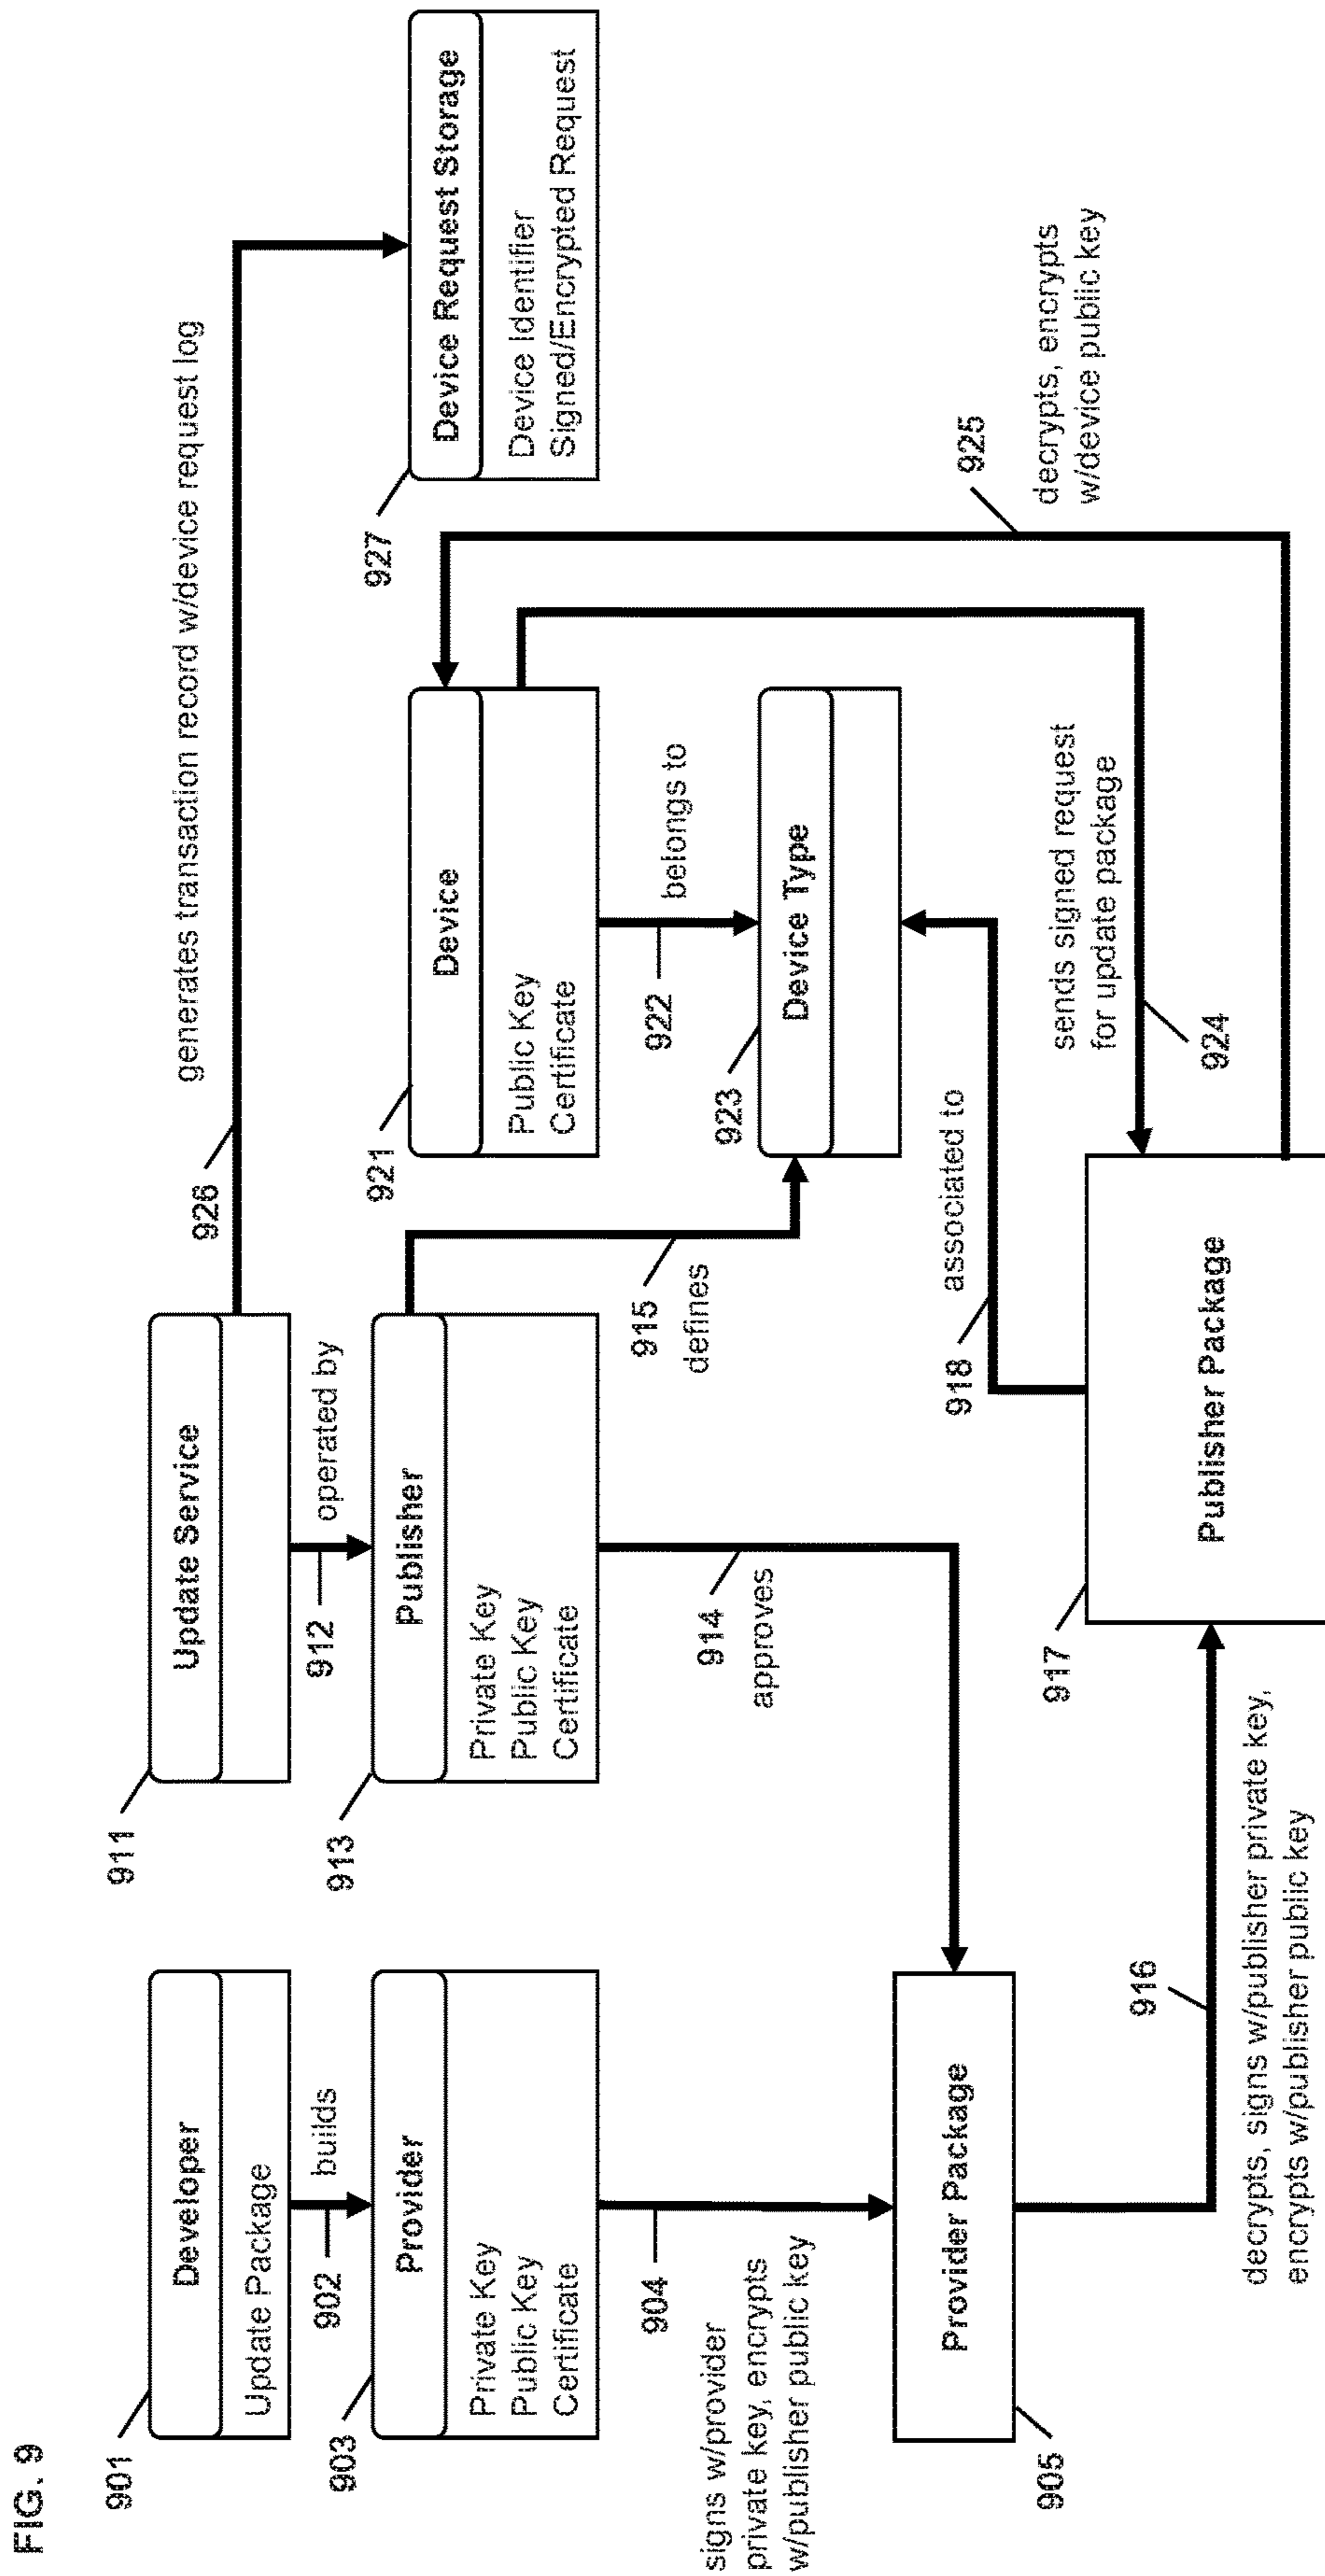 FIG. 9
901
Developer
Update Package
902
builds
903
Provider
Private Key
Public Key
Certificate
904
signs w/provider
private key, encrypts
w/publisher public key
905
Provider Package
911
Update Service
912
operated by
913
Publisher
Private Key
Public Key
Certificate
914
approves
915
defines
916
decrypts, signs w/publisher private key,
encrypts w/publisher public key
917
Publisher Package
918
associated to
921
Device
Public Key
Certificate
922
belongs to
923
Device Type
924
sends signed request
for update package
925
decrypts, encrypts
w/device public key
926
generates transaction record w/device request log
927
Device Request Storage
Device Identifier
Signed/Encrypted Request